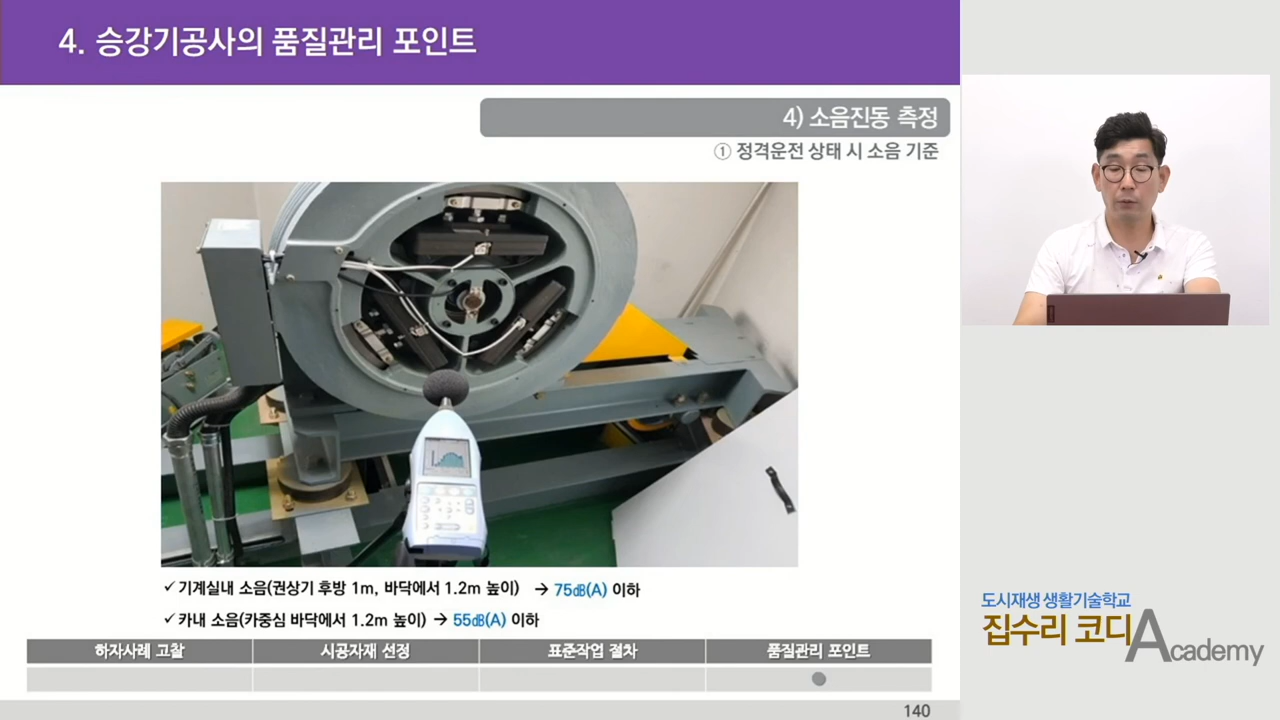 4. 승강기공사의 품질관리 포인트
4) 소음진동 측정
① 정격운전 상태 시 소음 기준
✓기계실내 소음(권상기 후방 1m, 바닥에서 1.2m 높이) → 75㏈(A) 이하
✓카내 소음(카중심 바닥에서 1.2m 높이) → 55㏈(A) 이하
하자사례 고찰 시공자재 선정 표준작업 절차 품질관리 포인트
140
도시재생 생활기술학교
집수리 코디 Academy